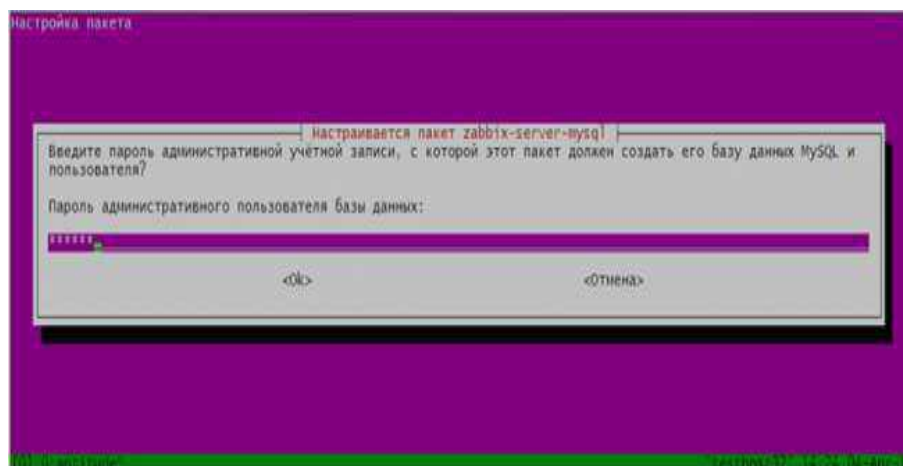 Настройка пакета
Настраивается пакет zabbix-server-mysql
Введите пароль административной учётной записи, с которой этот пакет должен создать его базу данных MySQL и
пользователя?
Пароль административного пользователя базы данных:
******
<Ok> <Отмена>